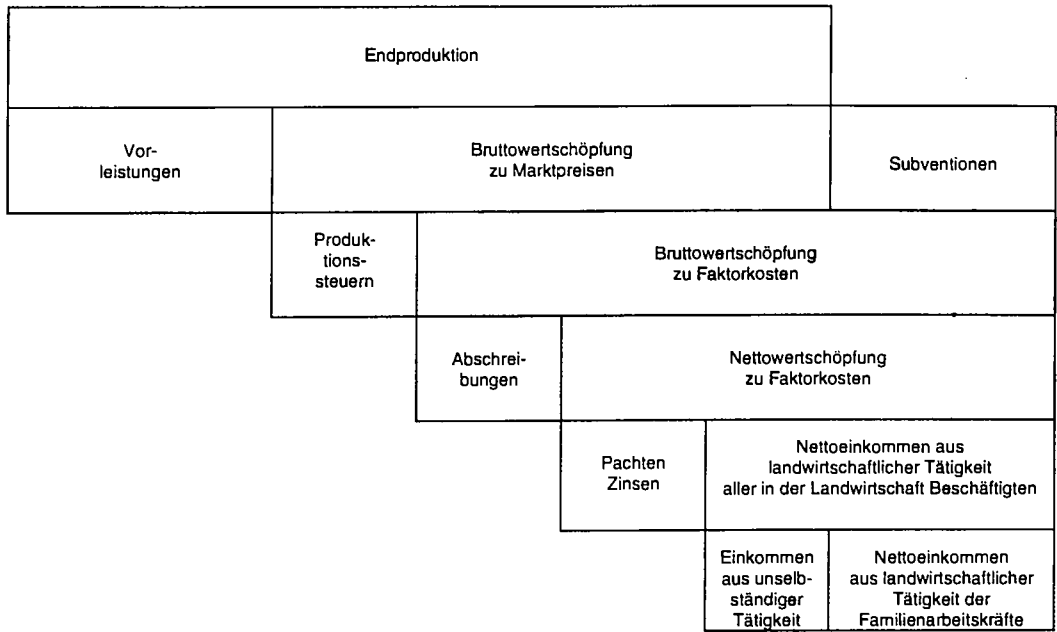 Endproduktion
Vor-
leistungen
Bruttowertschöpfung
zu Marktpreisen
Subventionen
Produk-
tions-
steuern
Bruttowertschöpfung
zu Faktorkosten
Abschrei-
bungen
Nettowertschöpfung
zu Faktorkosten
Pachten
Zinsen
Nettoeinkommen aus
landwirtschaftlicher Tätigkeit
aller in der Landwirtschaft Beschäftigten
Einkommen
aus unselb-
ständiger
Tätigkeit
Nettoeinkommen
aus landwirtschaftlicher
Tätigkeit der
Familienarbeitskräfte